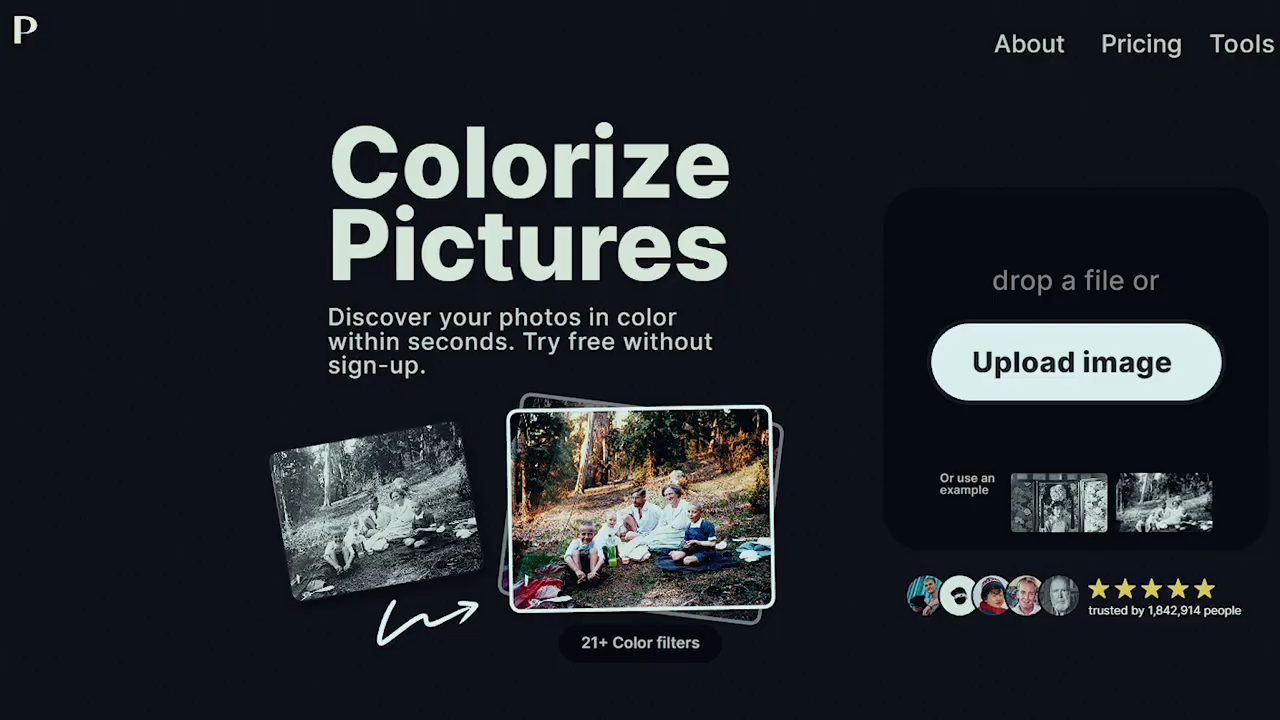 P
About Pricing Tools
Colorize
Pictures
Discover your photos in color
within seconds. Try free without
sign-up.
21+ Color filters
drop a file or
Upload image
Or use an
example
trusted by 1,842,914 people